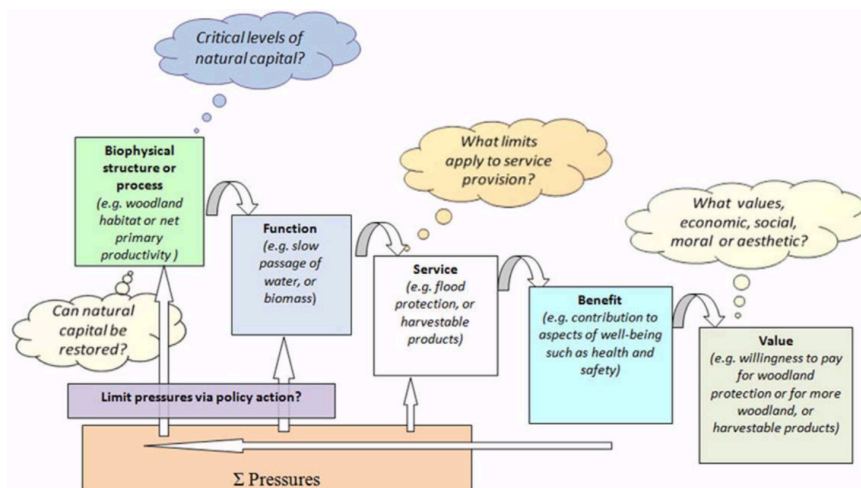 Critical levels of
natural capital?
Biophysical
structure or
process
(e.g. woodland
habitat or net
primary
productivity )
What limits
apply to service
provision?
What values,
economic, social,
moral or aesthetic?
Function
(e.g. slow
passage of
water, or
biomass)
Service
(e.g. flood
protection, or
harvestable
products)
Benefit
(e.g. contribution to
aspects of well-being
such as health and
safety)
Value
(e.g. willingness to pay
for woodland
protection or for more
woodland, or
harvestable products)
Can natural
capital be
restored?
Limit pressures via policy action?
Σ Pressures